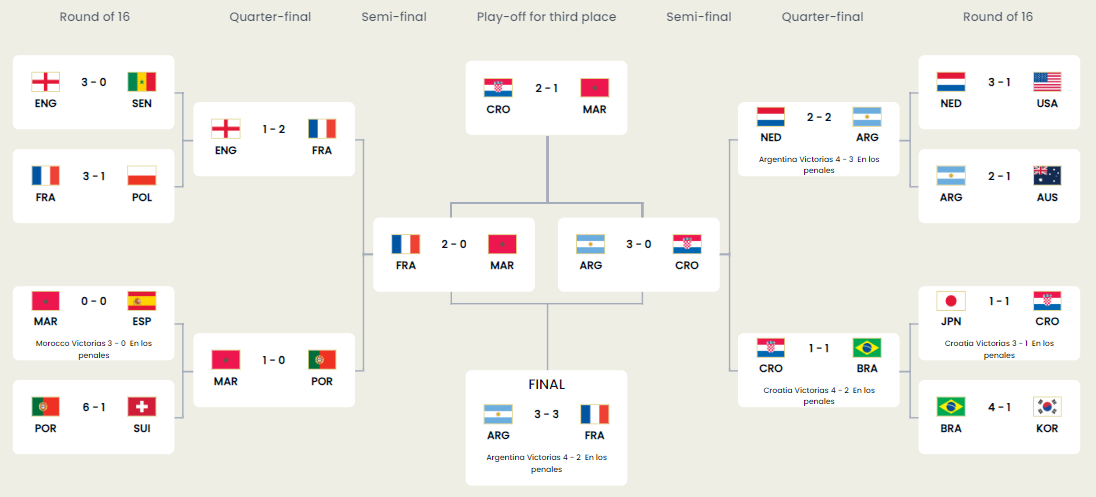 Round of 16
Quarter-final
Semi-final
Play-off for third place
Semi-final
Quarter-final
Round of 16
3 - 0
ENG SEN
3 - 1
FRA POL
0 - 0
MAR ESP
Morocco Victorias 3 - 0 En los
penales
6 - 1
POR SUI
1 - 2
ENG FRA
1 - 0
MAR POR
2 - 0
FRA MAR
2 - 1
CRO MAR
3 - 0
ARG CRO
FINAL
3 - 3
ARG FRA
Argentina Victorias 4 - 2 En los
penales
2 - 2
NED ARG
Argentina Victorias 4 - 3 En los
penales
1 - 1
CRO BRA
Croatia Victorias 4 - 2 En los
penales
3 - 1
NED USA
2 - 1
ARG AUS
1 - 1
JPN CRO
Croatia Victorias 3 - 1 En los
penales
4 - 1
BRA KOR